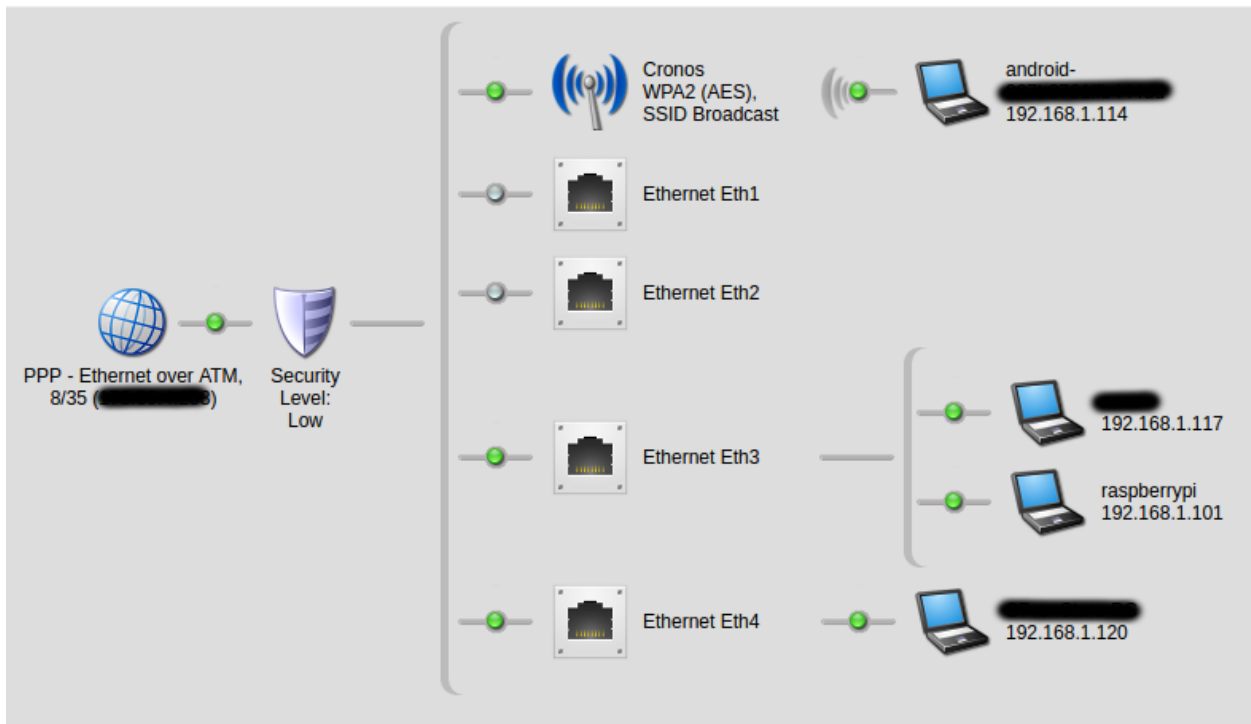 Cronos
WPA2 (AES),
SSID Broadcast
android-
192.168.1.114
Ethernet Eth1
Ethernet Eth2
PPP - Ethernet over ATM,
8/35 ( )
Security
Level:
Low
Ethernet Eth3
192.168.1.117
raspberrypi
192.168.1.101
Ethernet Eth4
192.168.1.120